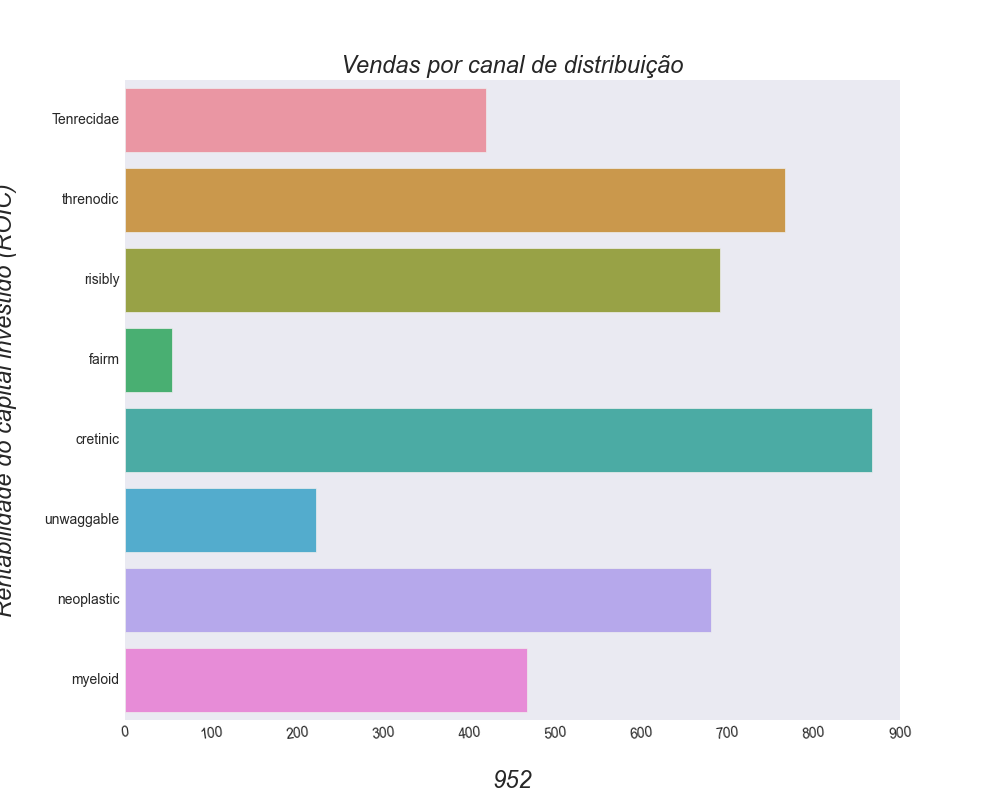 Vendas por canal de distribuição
Rentabilidade do capital investido (ROIC)
Tenrecidae
threnodic
risibly
fairm
cretinic
unwaggable
neoplastic
myeloid
0 100 200 300 400 500 600 700 800 900
952